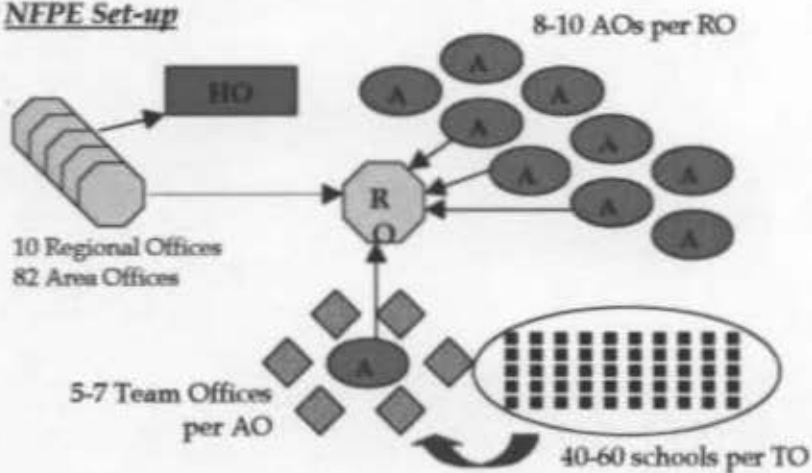 NFPE Set-up
8-10 AOs per RO
HO
A
A
A
A
A
A
A
A
A
R
O
10 Regional Offices
82 Area Offices
A
5-7 Team Offices
per AO
40-60 schools per TO